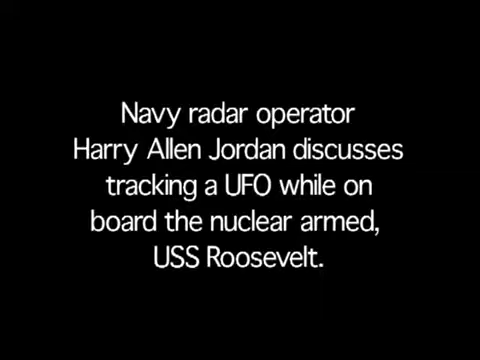 Navy radar operator
Harry Allen Jordan discusses
tracking a UFO while on
board the nuclear armed,
USS Roosevelt.